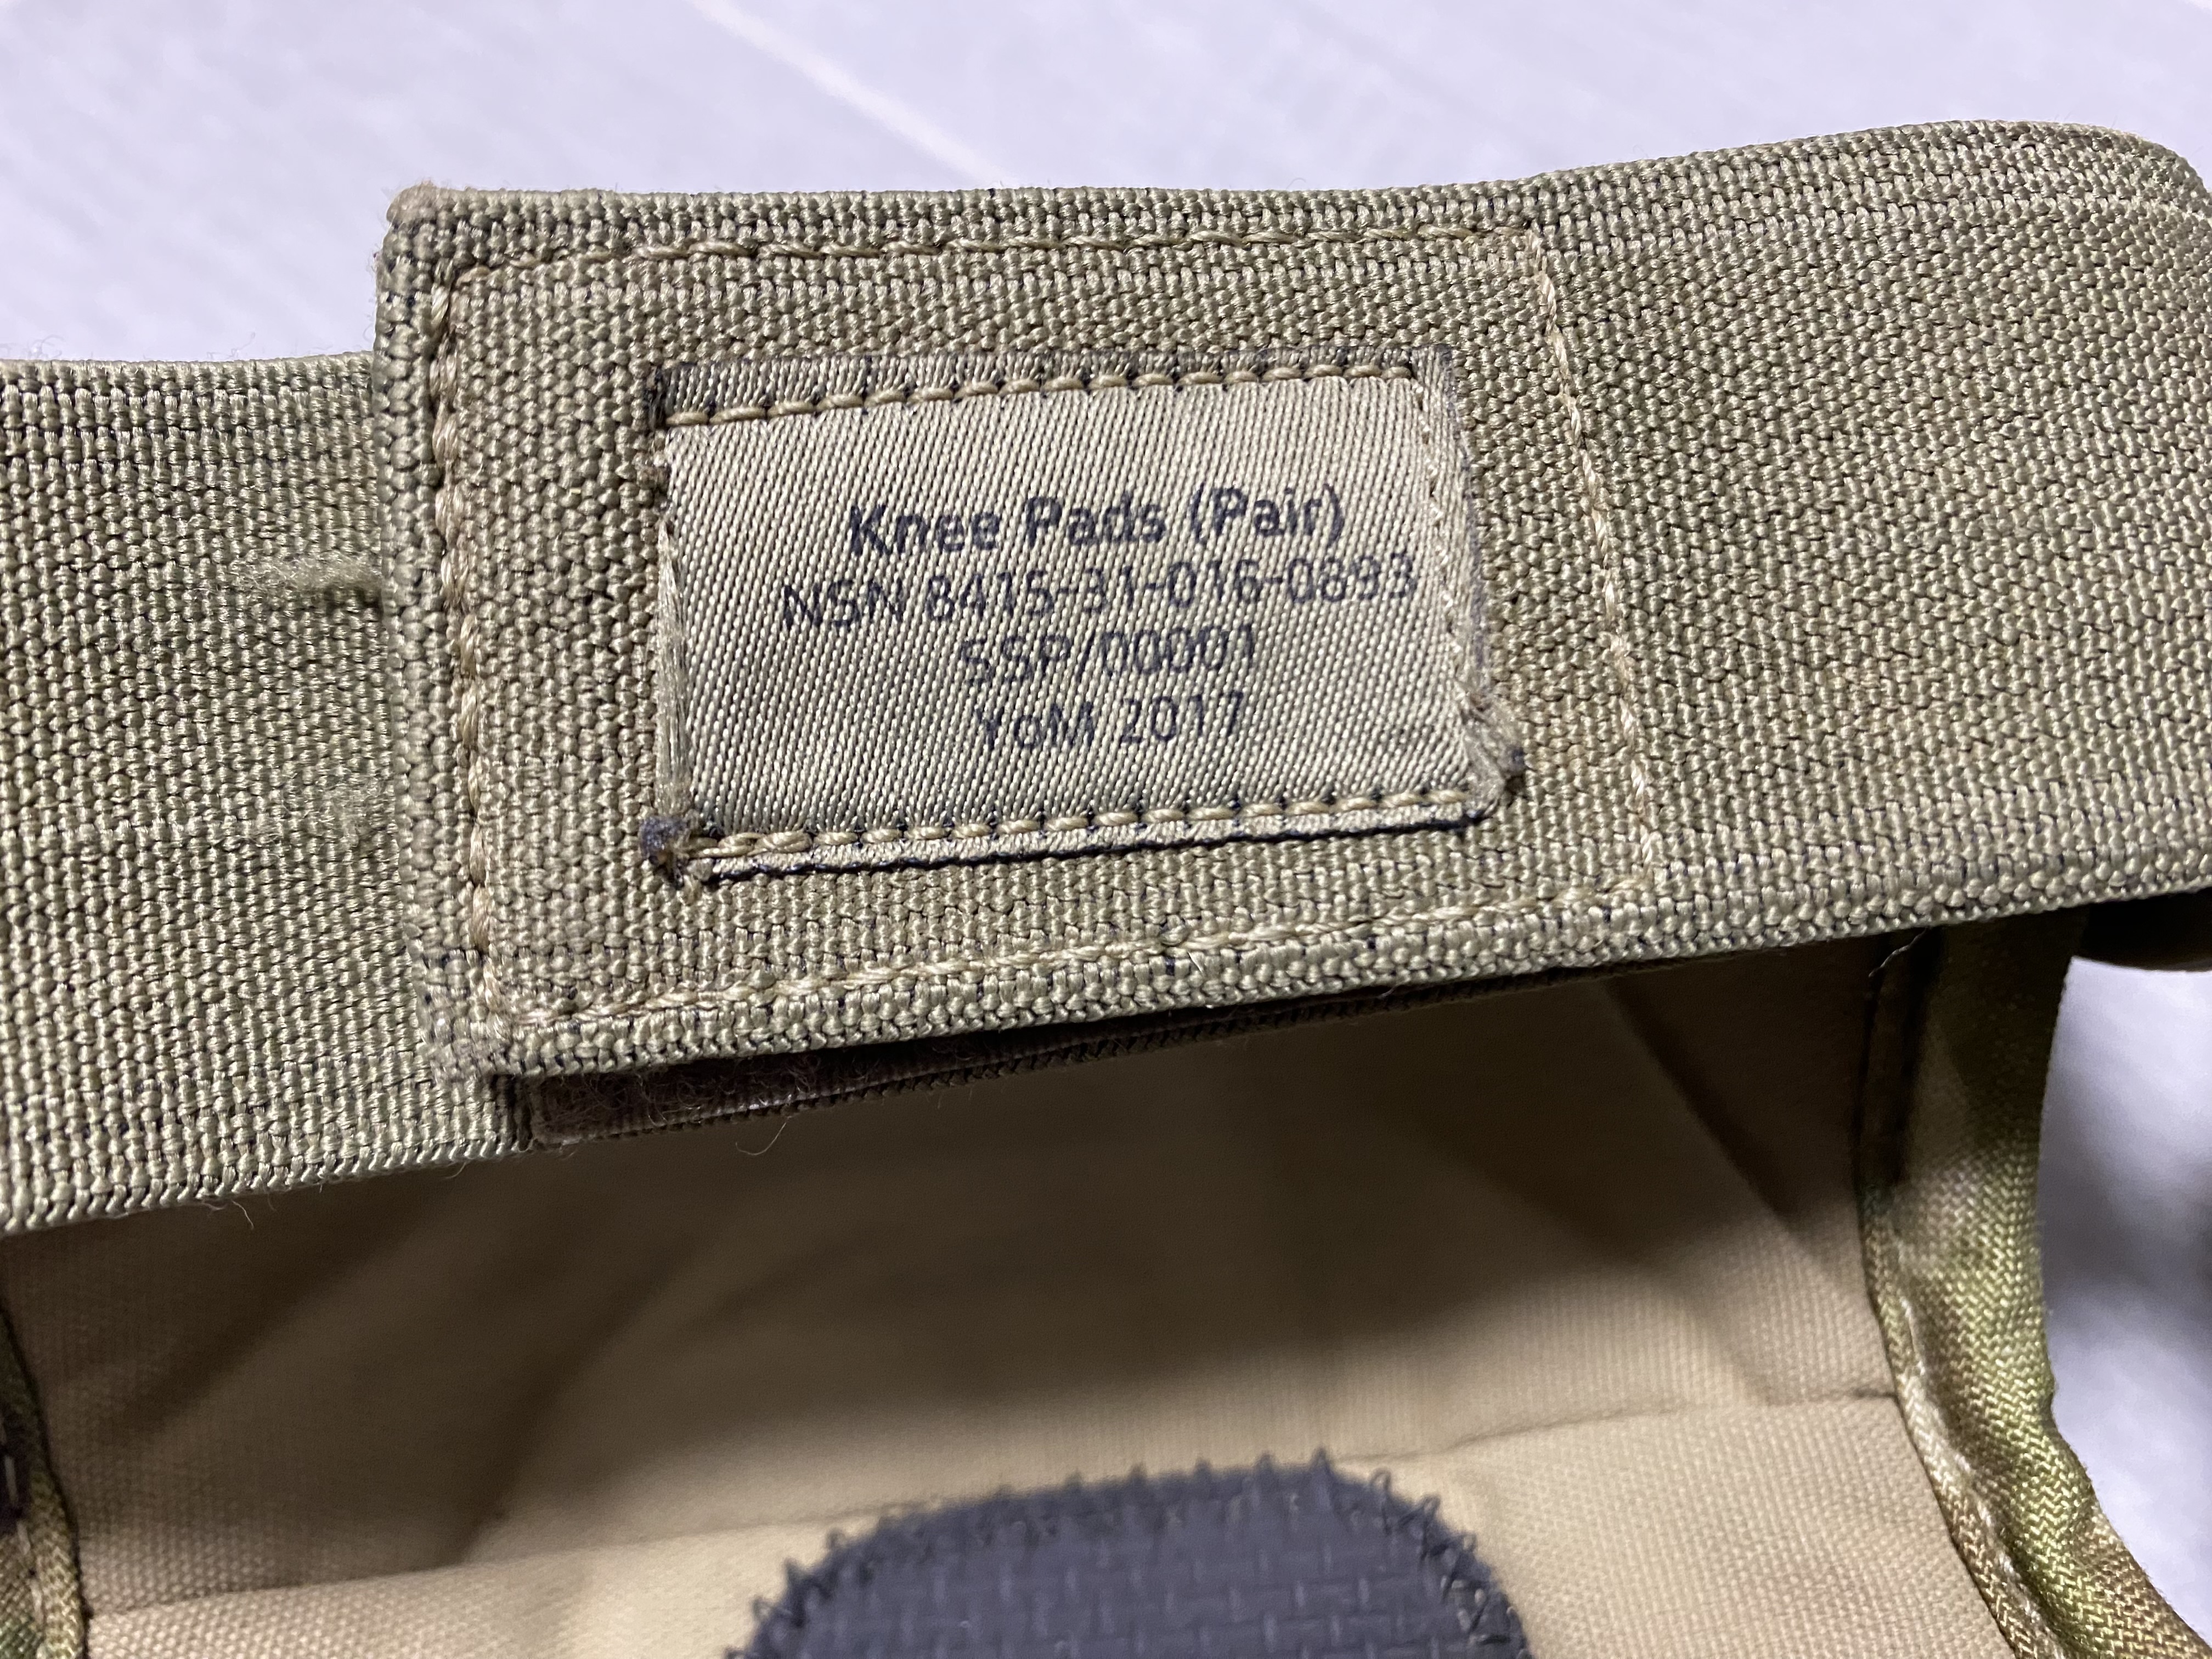 Knee Pads (Pair)
NSN 8415-31-016-0893
SSP/00001
YoM 2017